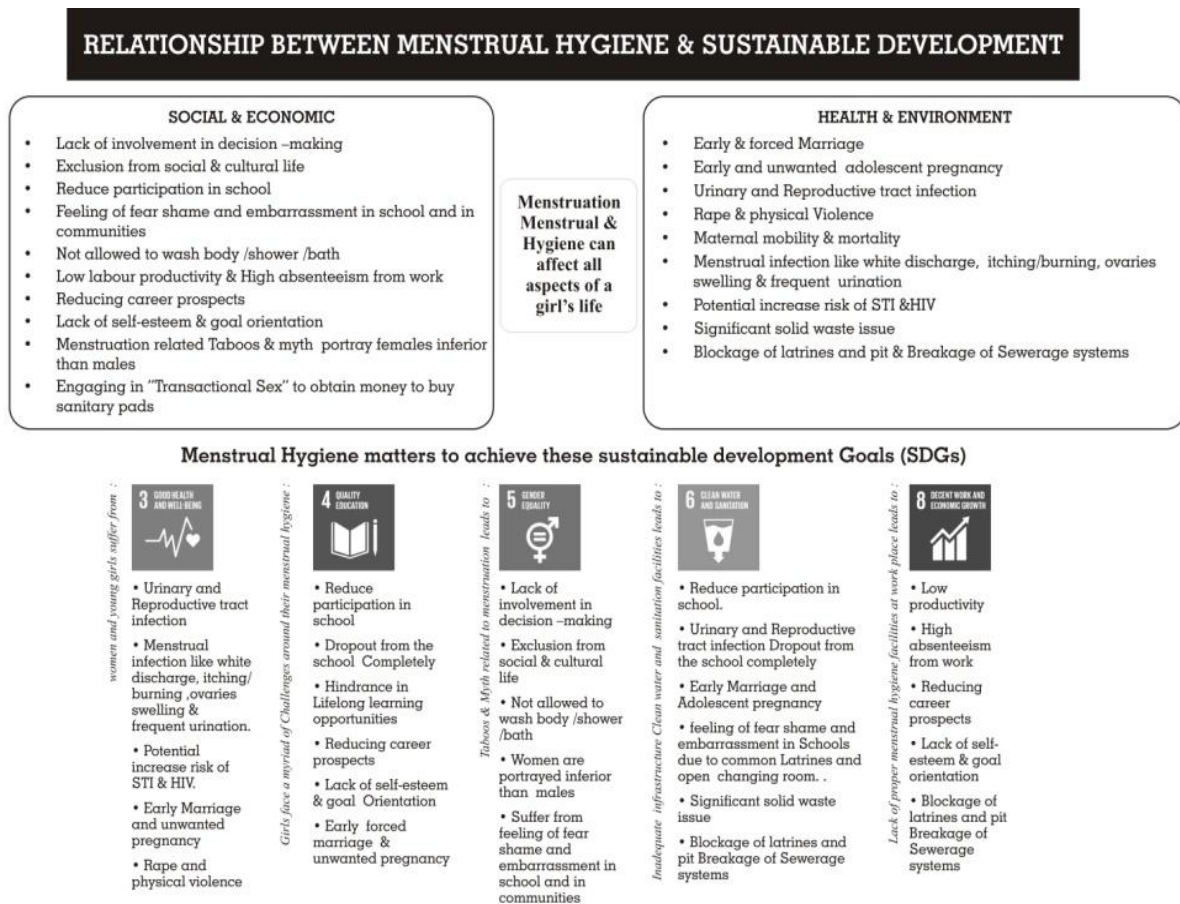 RELATIONSHIP BETWEEN MENSTRUAL HYGIENE & SUSTAINABLE DEVELOPMENT
SOCIAL & ECONOMIC
• Lack of involvement in decision –making
• Exclusion from social & cultural life
• Reduce participation in school
• Feeling of fear shame and embarrassment in school and in
communities
• Not allowed to wash body /shower /bath
• Low labour productivity & High absenteeism from work
• Reducing career prospects
• Lack of self-esteem & goal orientation
• Menstruation related Taboos & myth portray females inferior
than males
• Engaging in "Transactional Sex" to obtain money to buy
sanitary pads
Menstruation
Menstrual &
Hygiene can
affect all
aspects of a
girl's life
HEALTH & ENVIRONMENT
• Early & forced Marriage
• Early and unwanted adolescent pregnancy
• Urinary and Reproductive tract infection
• Rape & physical Violence
• Maternal mobility & mortality
• Menstrual infection like white discharge, itching/burning, ovaries
swelling & frequent urination
• Potential increase risk of STI &HIV
• Significant solid waste issue
• Blockage of latrines and pit & Breakage of Sewerage systems
Menstrual Hygiene matters to achieve these sustainable development Goals (SDGs)
women and young girls suffer from :
3 GOOD HEALTH
AND WELL-BEING
• Urinary and
Reproductive tract
infection
• Menstrual
infection like white
discharge, itching/
burning ,ovaries
swelling &
frequent urination.
• Potential
increase risk of
STI & HIV.
• Early Marriage
and unwanted
pregnancy
• Rape and
physical violence
Girls face a myriad of Challenges around their menstrual hygiene :
4 QUALITY
EDUCATION
• Reduce
participation in
school
• Dropout from the
school Completely
• Hindrance in
Lifelong learning
opportunities
• Reducing career
prospects
• Lack of self-esteem
& goal Orientation
• Early forced
marriage &
unwanted pregnancy
Taboos & Myth related to menstruation leads to :
5 GENDER
EQUALITY
• Lack of
involvement in
decision –making
• Exclusion from
social & cultural
life
• Not allowed to
wash body /shower
/bath
• Women are
portrayed inferior
than males
• Suffer from
feeling of fear
shame and
embarrassment in
school and in
communities
Inadequate infrastructure Clean water and sanitation facilities leads to :
6 CLEAN WATER
AND SANITATION
• Reduce participation in
school.
• Urinary and Reproductive
tract infection Dropout from
the school completely
• Early Marriage and
Adolescent pregnancy
• feeling of fear shame and
embarrassment in Schools
due to common Latrines and
open changing room. .
• Significant solid waste
issue
• Blockage of latrines and
pit Breakage of Sewerage
systems
Lack of proper menstrual hygiene facilities at work place leads to :
8 DECENT WORK AND
ECONOMIC GROWTH
• Low
productivity
• High
absenteeism
from work
• Reducing
career
prospects
• Lack of self-
esteem & goal
orientation
• Blockage of
latrines and pit
Breakage of
Sewerage
systems